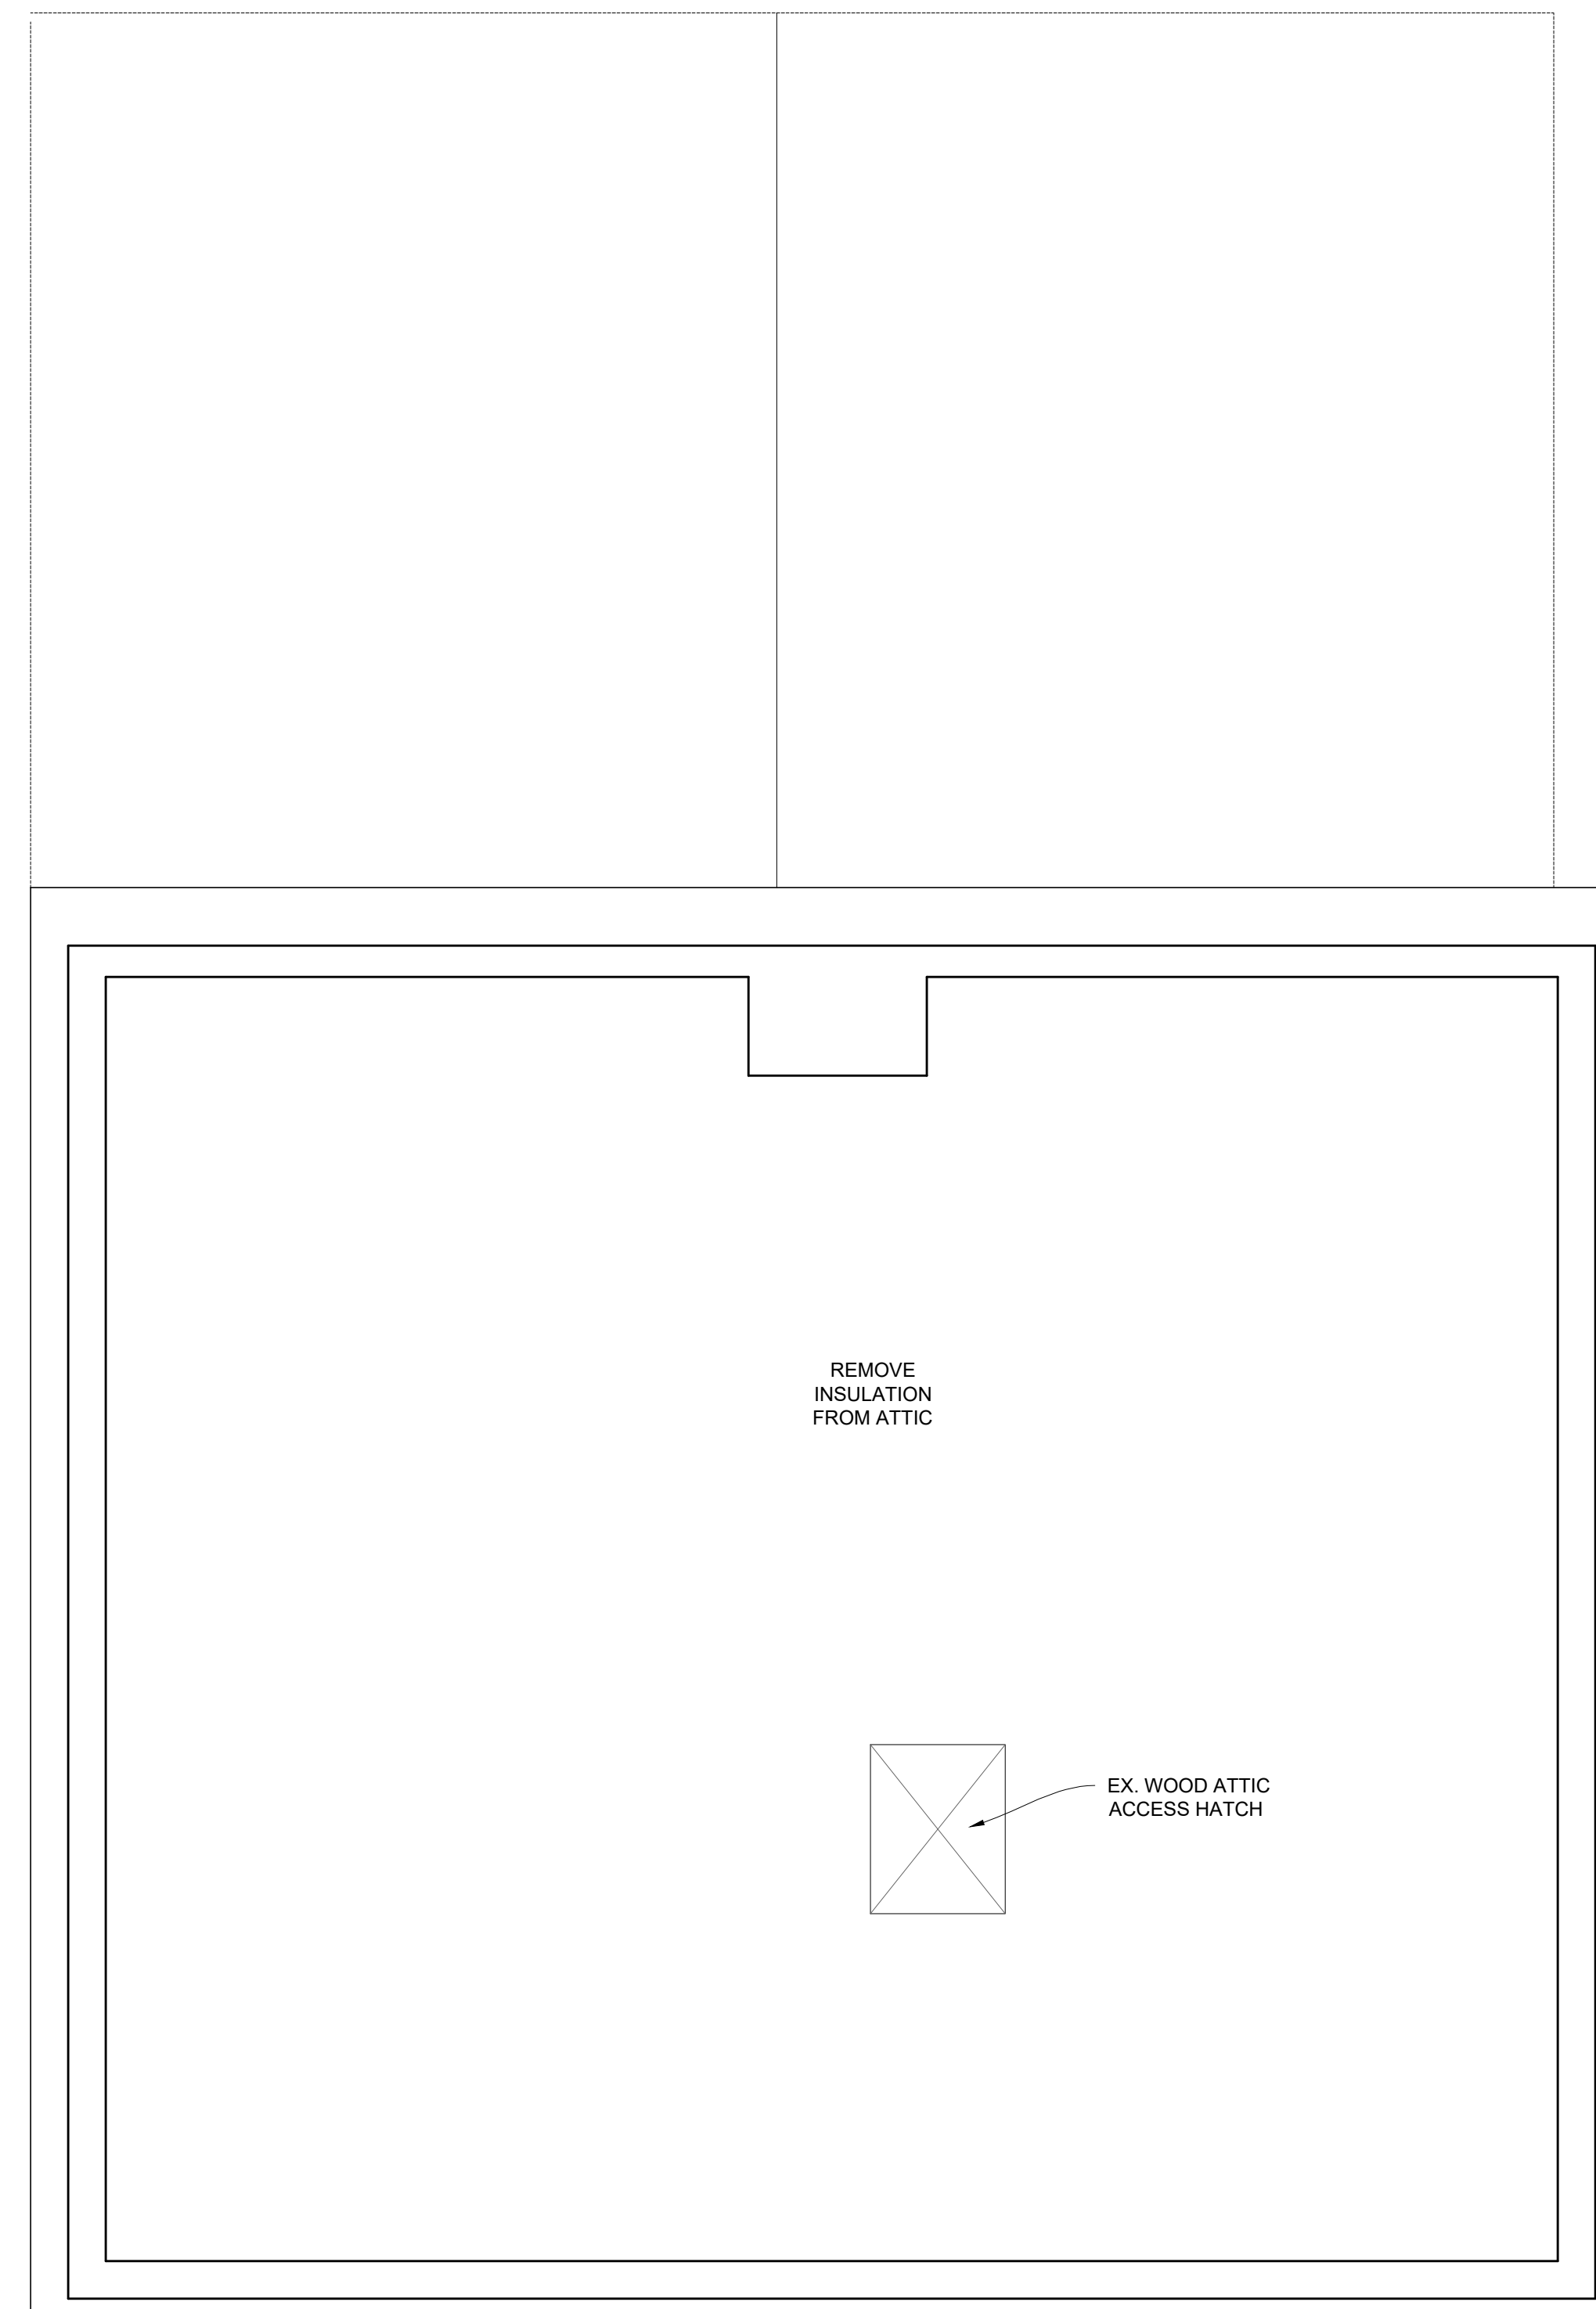 REMOVE
INSULATION
FROM ATTIC
EX. WOOD ATTIC
ACCESS HATCH